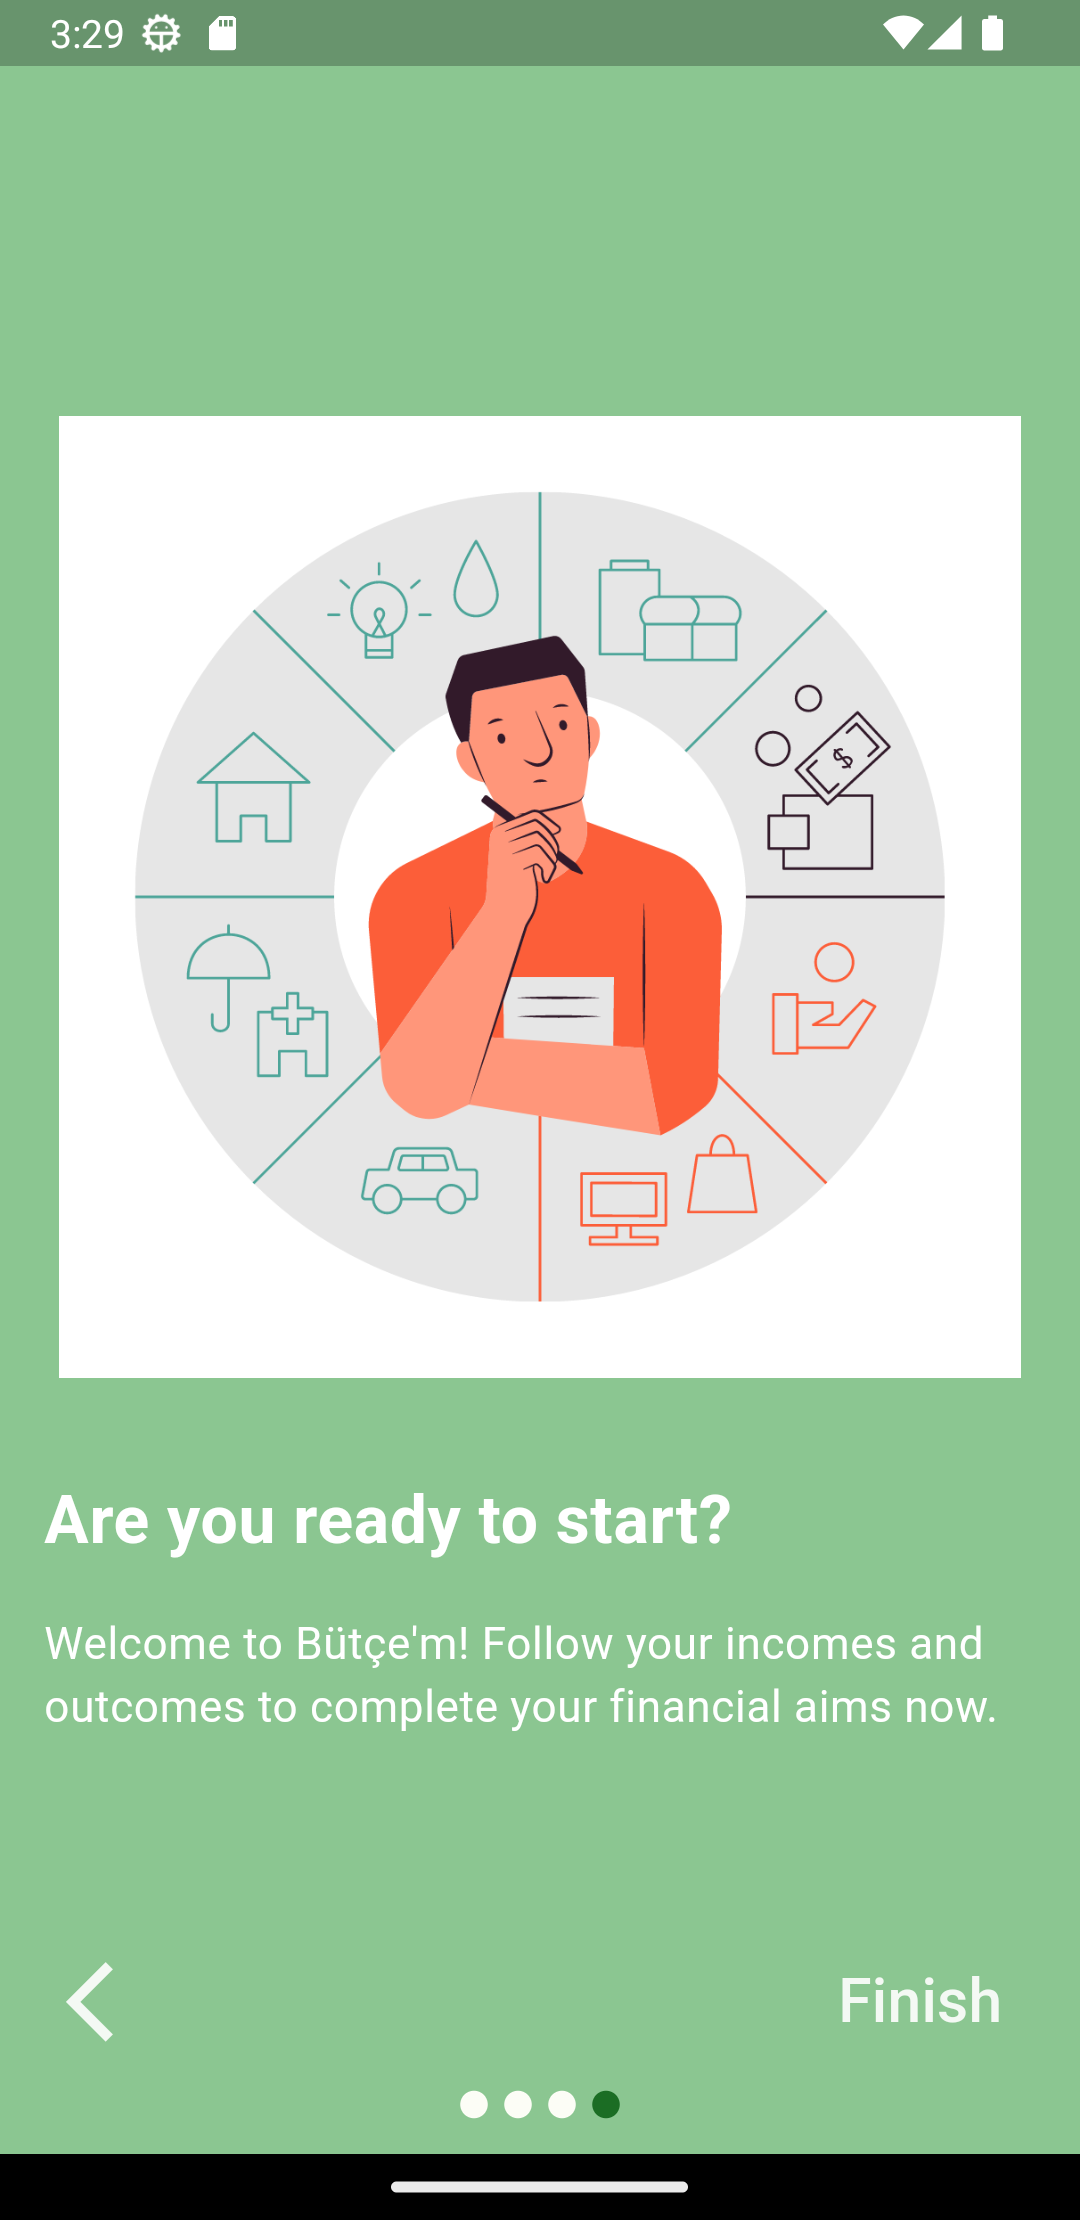 3:29
$
Are you ready to start?
Welcome to Bütçe'm! Follow your incomes and
outcomes to complete your financial aims now.
Finish